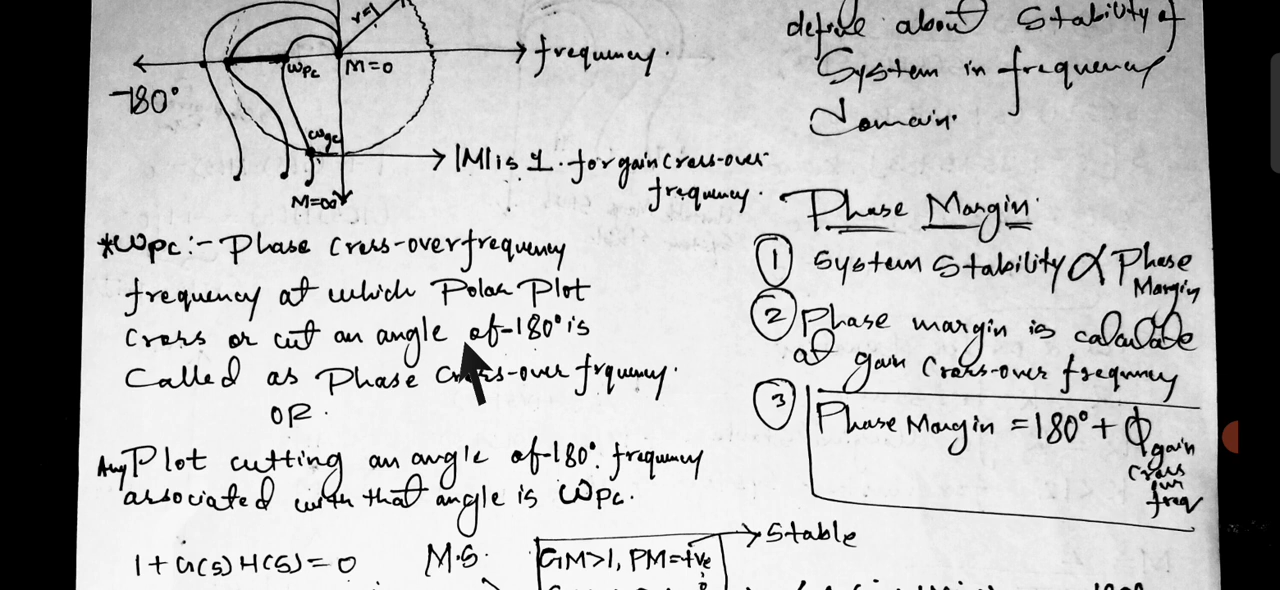 r=1
frequency.
ωpc
M=0
-180°
ωgc
|M| is 1. for gain cross-over
frequency.
M=∞
*ωpc:- Phase cross-over frequency
frequency at which Polar Plot
cross or cut an angle of -180° is
Called as Phase cross-over frquency.
OR.
Any Plot cutting an angle of -180°. frequency
associated with that angle is ωpc.
1+G(s)H(s)=0
M.S.
GM>1, PM=+ve
Stable
define about Stability of
System in frequency
Domain.
Phase Margin.
1 System Stability ∝ Phase
Margin
2 Phase margin is calculate
at gain cross-over frequency
3 Phase Margin = 180° + ϕ gain
cross
freq